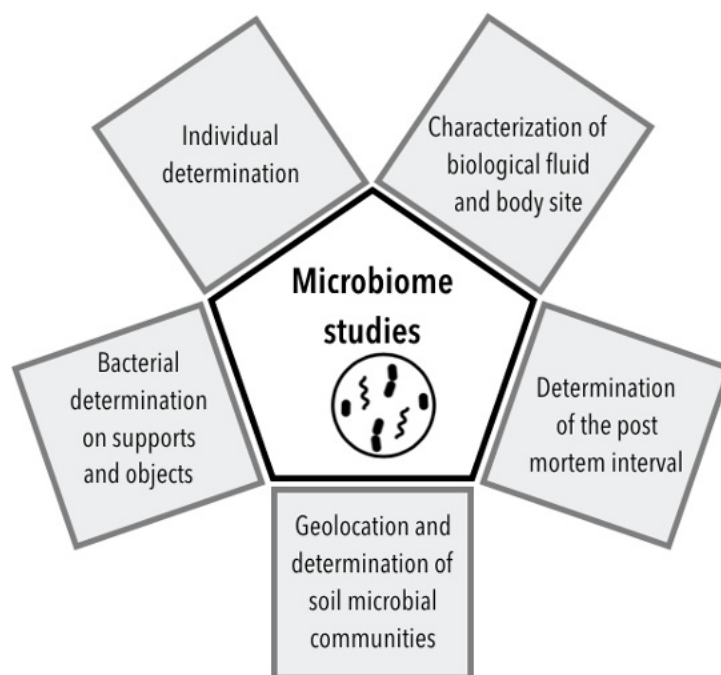 Individual
determination
Characterization of
biological fluid
and body site
Microbiome
studies
Bacterial
determination
on supports
and objects
Determination
of the post
mortem interval
Geolocation and
determination of
soil microbial
communities